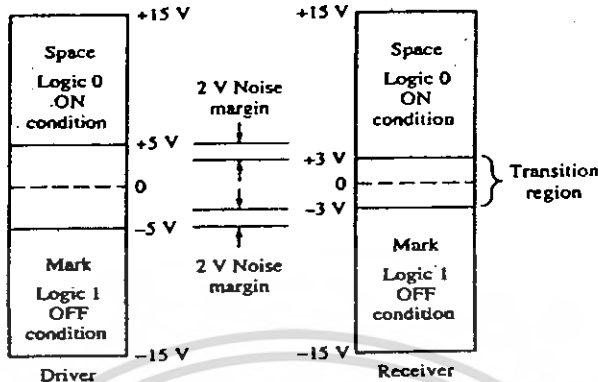 +15 V
Space
Logic 0
ON
condition
+5 V
0
-5 V
Mark
Logic 1
OFF
condition
-15 V
Driver
2 V Noise
margin
2 V Noise
margin
+15 V
Space
Logic 0
ON
condition
+3 V
0
-3 V
Transition
region
Mark
Logic 1
OFF
condition
-15 V
Receiver